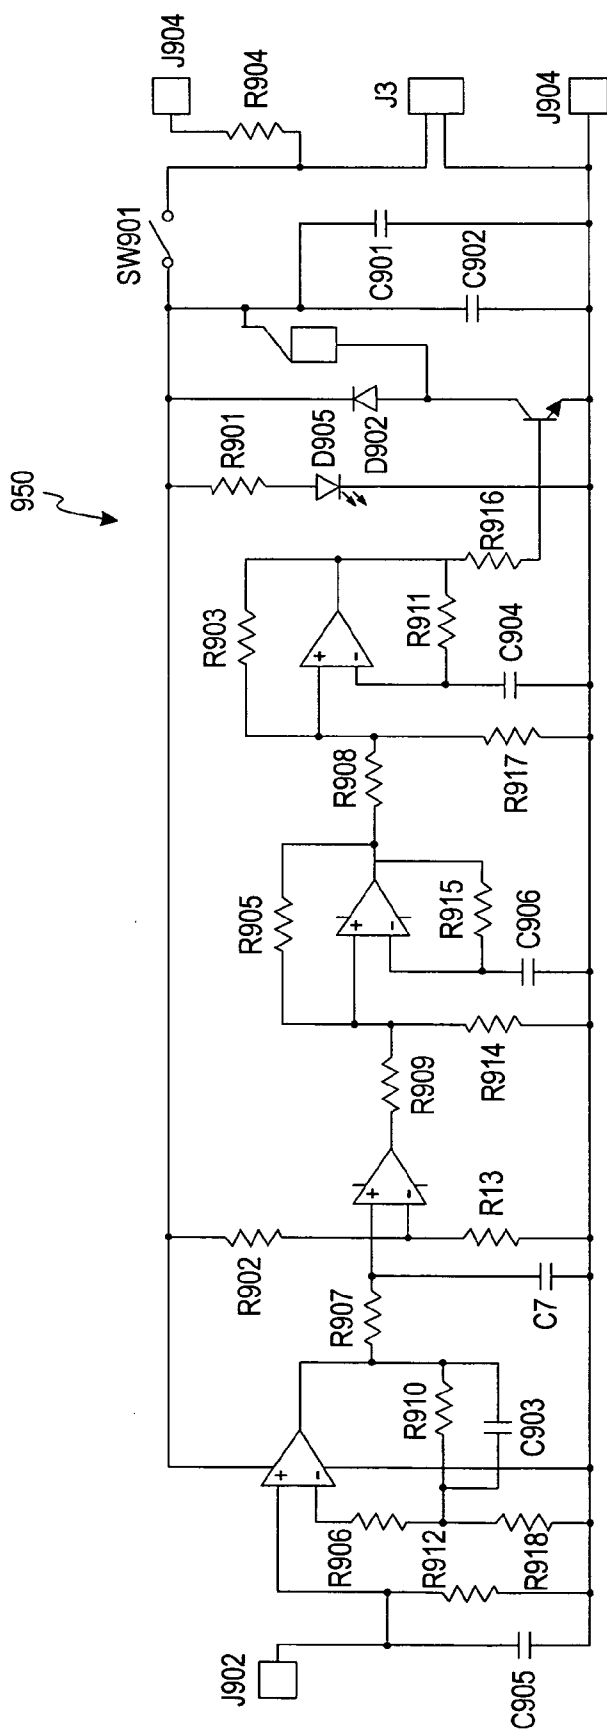 950
J904
R904
J3
J904
SW901
C901
C902
R901
D905
D902
R916
R903
+
-
R911
C904
R908
R917
R905
+
-
R915
C906
R909
R914
R902
+
-
R13
R907
C7
+
-
R910
C903
R906
R912
R918
J902
C905